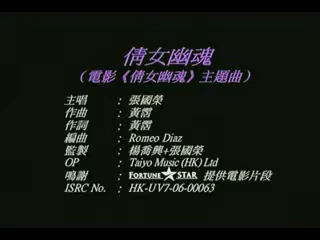 倩女幽魂
(電影《倩女幽魂》主題曲)
主唱 : 張國榮
作曲 : 黃霑
作詞 : 黃霑
編曲 : Romeo Diaz
監製 : 楊喬興+張國榮
OP : Taiyo Music (HK) Ltd
鳴謝 : FORTUNE STAR 提供電影片段
ISRC No. : HK-UV7-06-00063